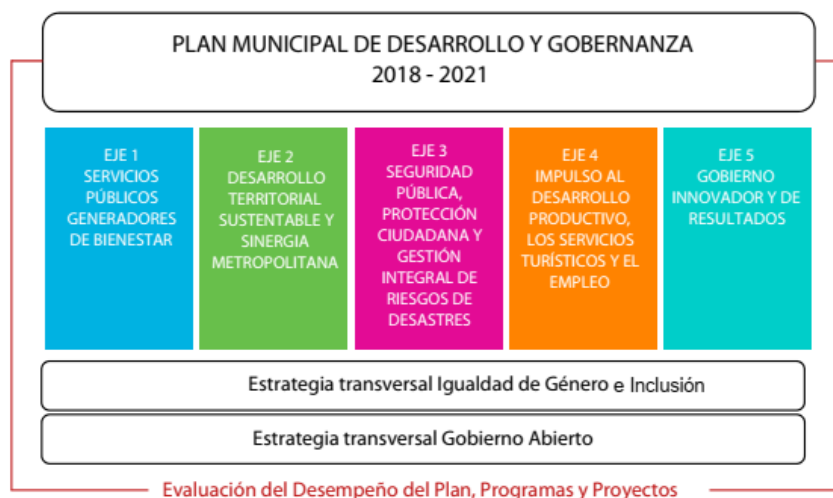 PLAN MUNICIPAL DE DESARROLLO Y GOBERNANZA
2018 - 2021
EJE 1
SERVICIOS
PÚBLICOS
GENERADORES
DE BIENESTAR
EJE 2
DESARROLLO
TERRITORIAL
SUSTENTABLE Y
SINERGIA
METROPOLITANA
EJE 3
SEGURIDAD
PÚBLICA,
PROTECCIÓN
CIUDADANA Y
GESTIÓN
INTEGRAL DE
RIESGOS DE
DESASTRES
EJE 4
IMPULSO AL
DESARROLLO
PRODUCTIVO,
LOS SERVICIOS
TURÍSTICOS Y EL
EMPLEO
EJE 5
GOBIERNO
INNOVADOR Y DE
RESULTADOS
Estrategia transversal Igualdad de Género e Inclusión
Estrategia transversal Gobierno Abierto
Evaluación del Desempeño del Plan, Programas y Proyectos